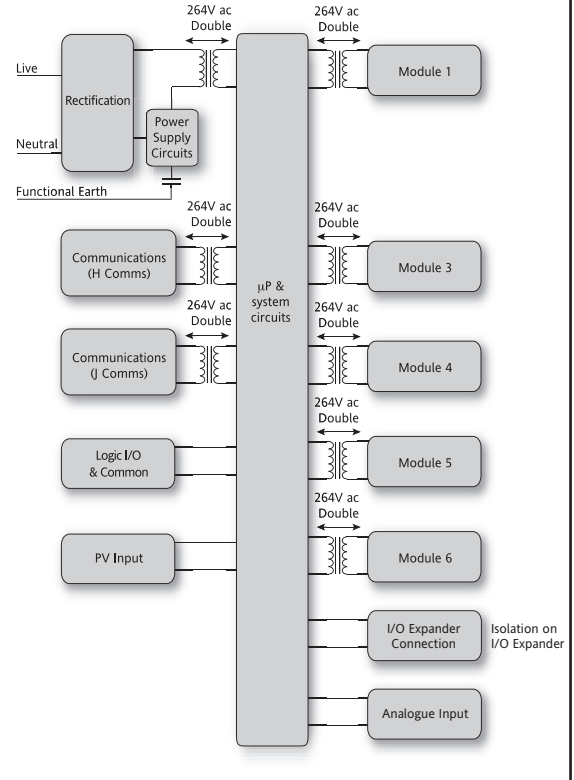 264V ac
Double
264V ac
Double
Live
Rectification
Module 1
Neutral
Power
Supply
Circuits
Functional Earth
264V ac
Double
264V ac
Double
Communications
(H Comms)
µP &
system
circuits
Module 3
264V ac
Double
264V ac
Double
Communications
(J Comms)
Module 4
264V ac
Double
Logic I/O
& Common
Module 5
264V ac
Double
PV Input
Module 6
I/O Expander
Connection
Isolation on
I/O Expander
Analogue Input